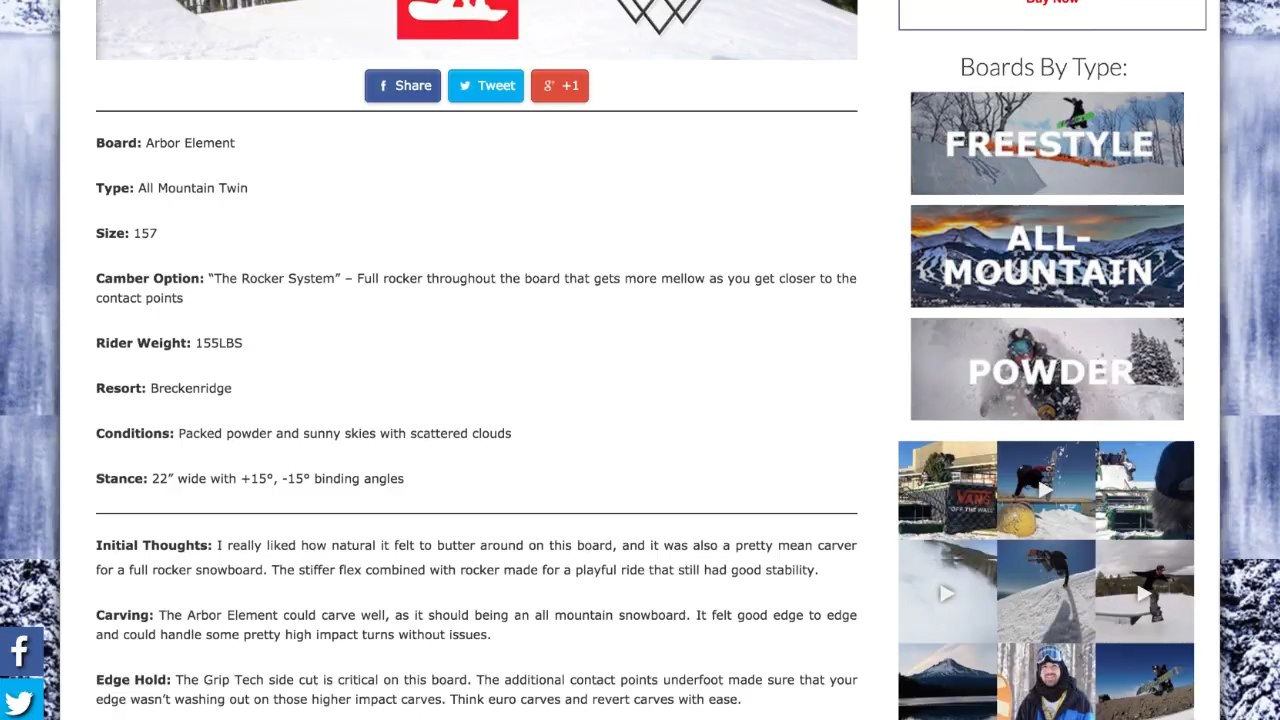 Buy Now
Share
Tweet
+1
Board: Arbor Element
Type: All Mountain Twin
Size: 157
Camber Option: “The Rocker System” – Full rocker throughout the board that gets more mellow as you get closer to the
contact points
Rider Weight: 155LBS
Resort: Breckenridge
Conditions: Packed powder and sunny skies with scattered clouds
Stance: 22” wide with +15°, -15° binding angles
Initial Thoughts: I really liked how natural it felt to butter around on this board, and it was also a pretty mean carver
for a full rocker snowboard. The stiffer flex combined with rocker made for a playful ride that still had good stability.
Carving: The Arbor Element could carve well, as it should being an all mountain snowboard. It felt good edge to edge
and could handle some pretty high impact turns without issues.
Edge Hold: The Grip Tech side cut is critical on this board. The additional contact points underfoot made sure that your
edge wasn’t washing out on those higher impact carves. Think euro carves and revert carves with ease.
Boards By Type:
FREESTYLE
ALL-
MOUNTAIN
POWDER
VANS
"OFF THE WALL"